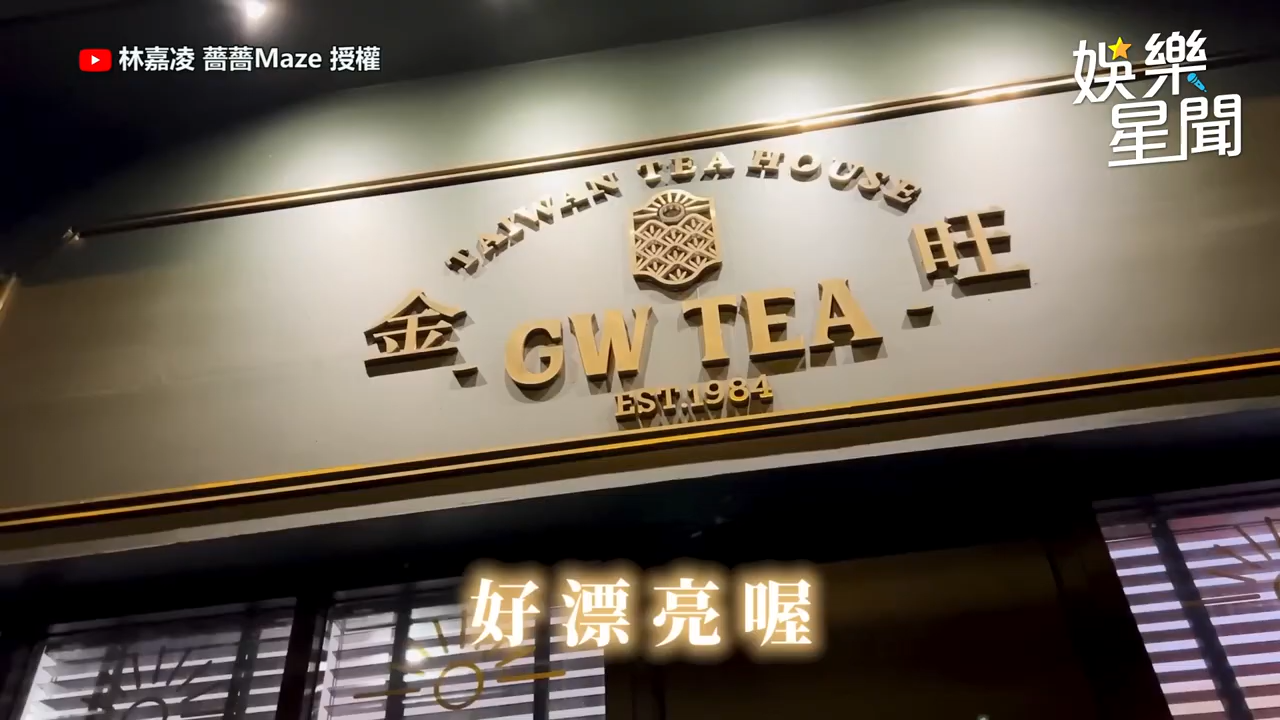 林嘉凌 薔薔Maze 授權
娛樂
星聞
TAIWAN TEA HOUSE
金 GW TEA 旺
EST.1984
好漂亮喔